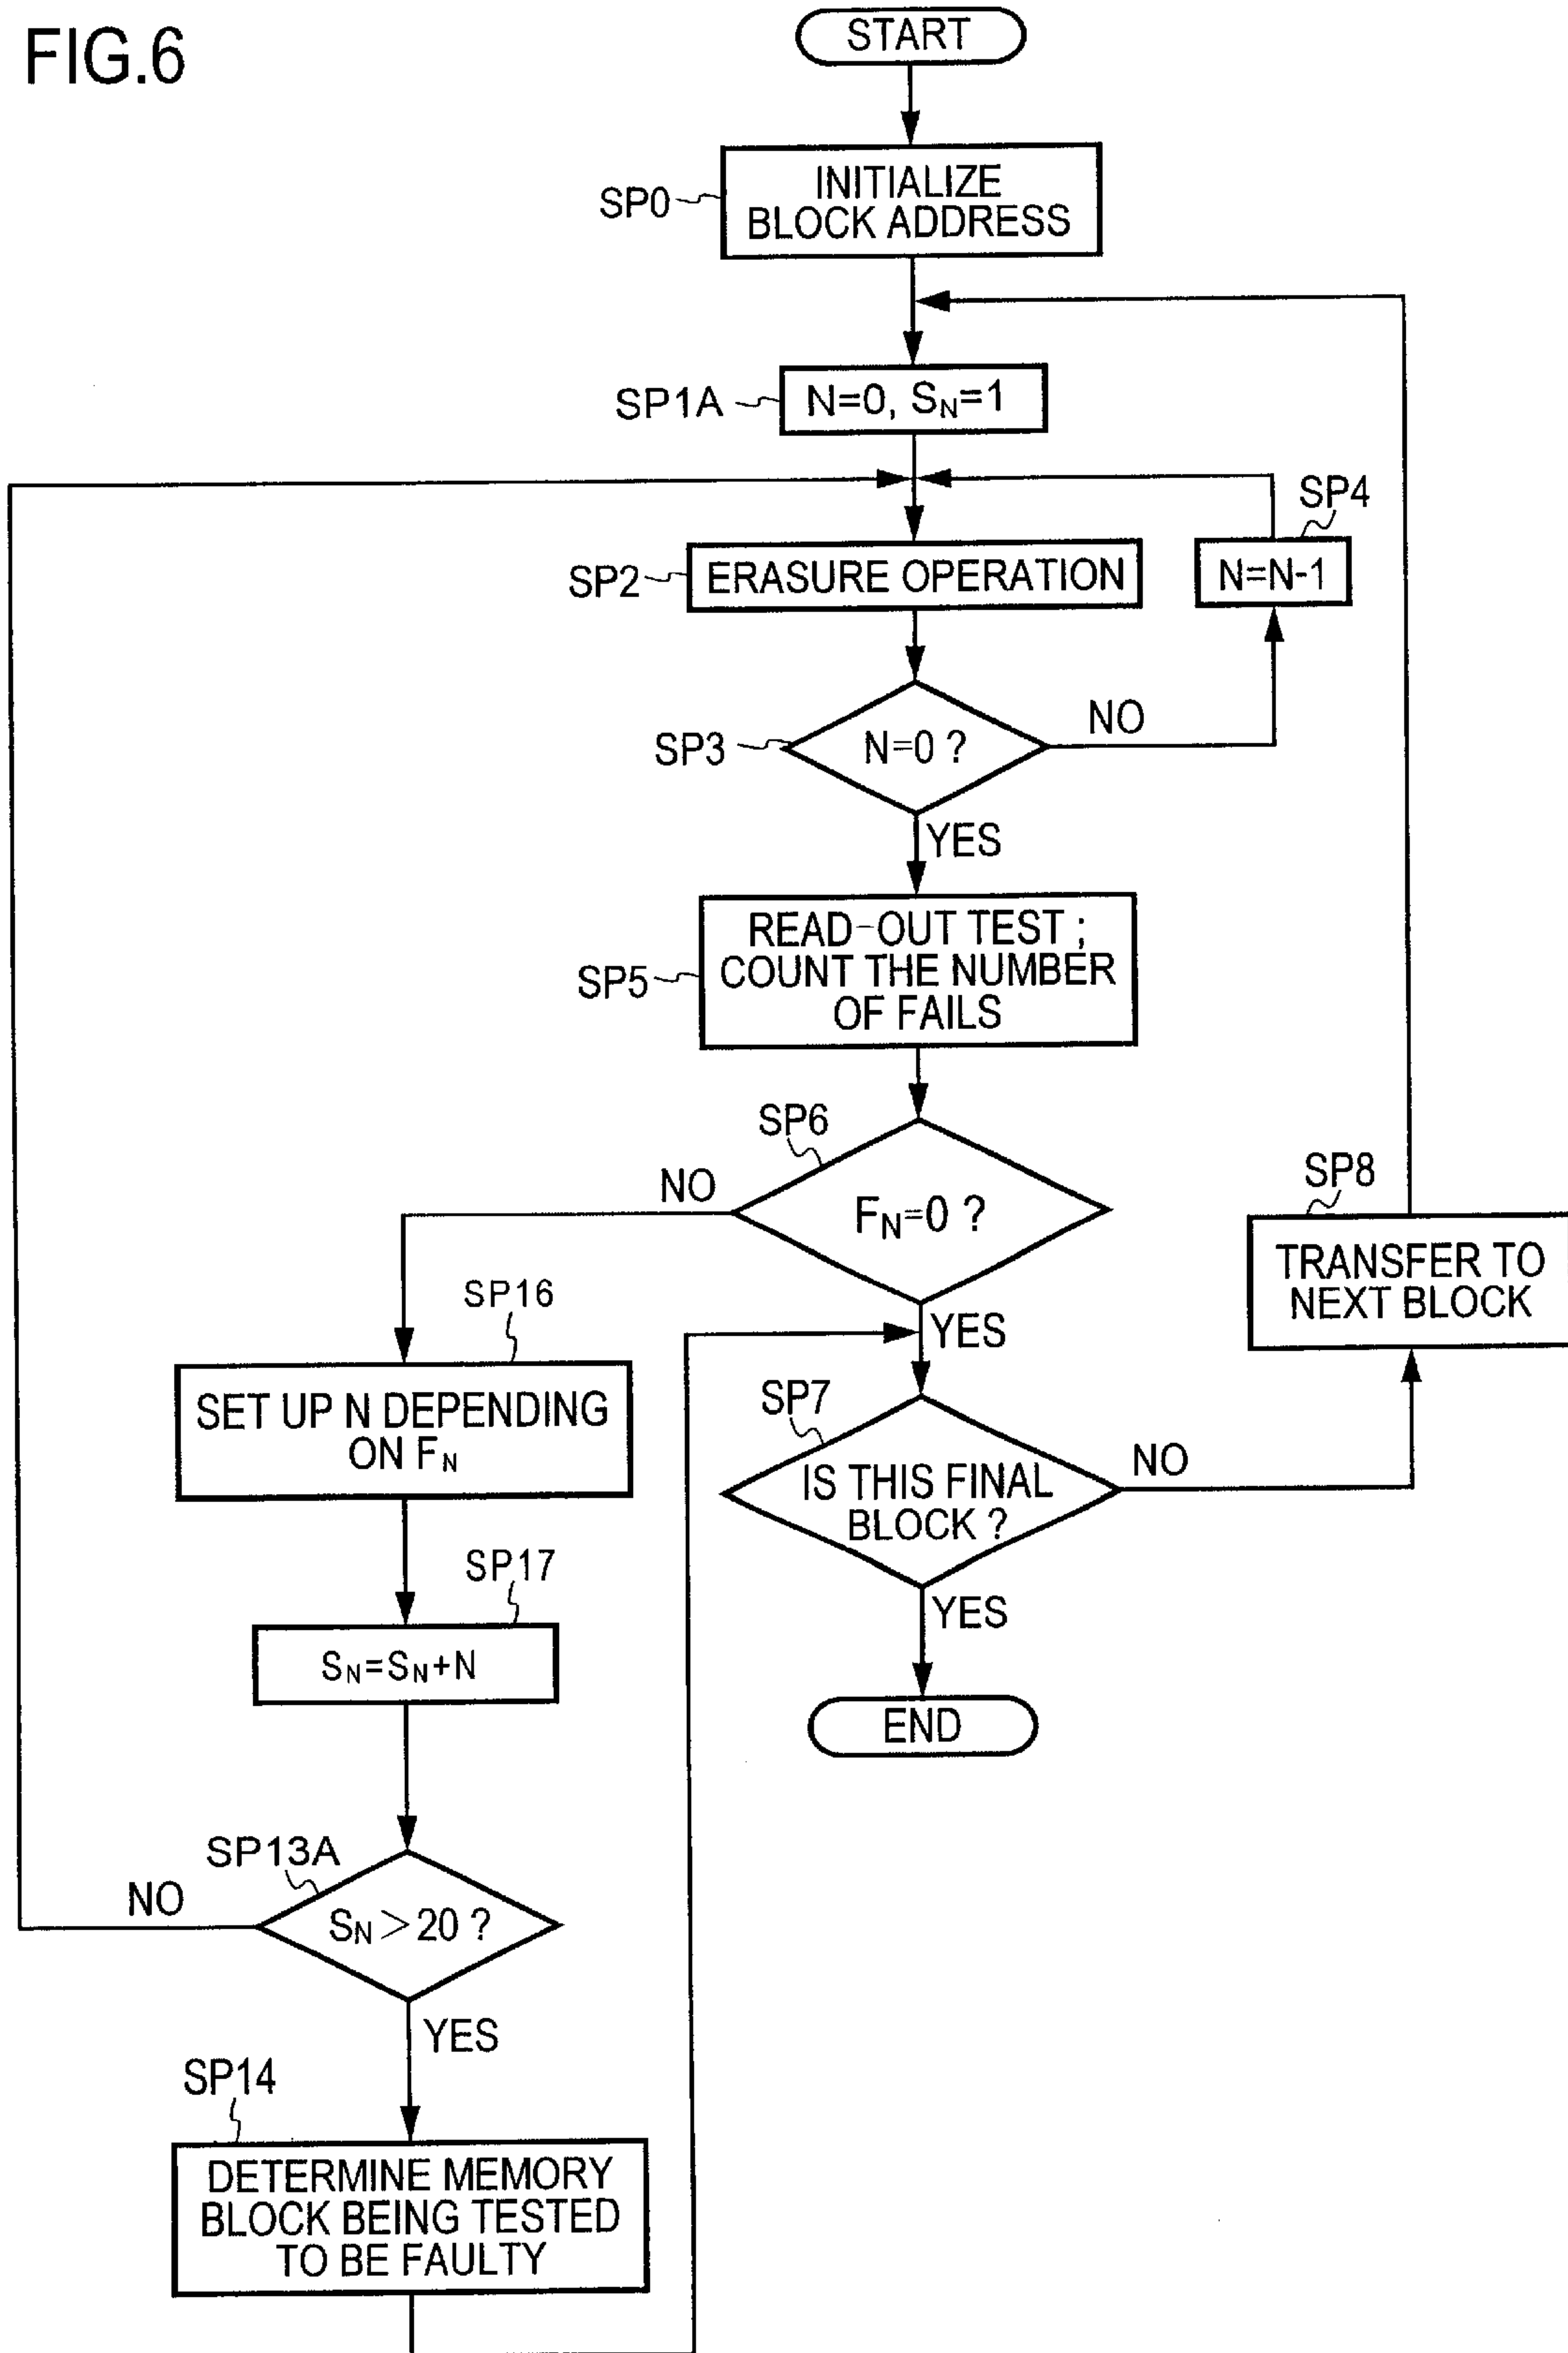 FIG.6
START
SP0
INITIALIZE
BLOCK ADDRESS
SP1A
N=0, SN=1
SP4
SP2
ERASURE OPERATION
N=N-1
SP3
N=0 ?
NO
YES
SP5
READ-OUT TEST ;
COUNT THE NUMBER
OF FAILS
SP6
NO
FN=0 ?
YES
SP8
TRANSFER TO
NEXT BLOCK
SP16
SET UP N DEPENDING
ON FN
SP7
IS THIS FINAL
BLOCK ?
NO
YES
END
SP17
SN=SN+N
SP13A
NO
SN > 20 ?
YES
SP14
DETERMINE MEMORY
BLOCK BEING TESTED
TO BE FAULTY